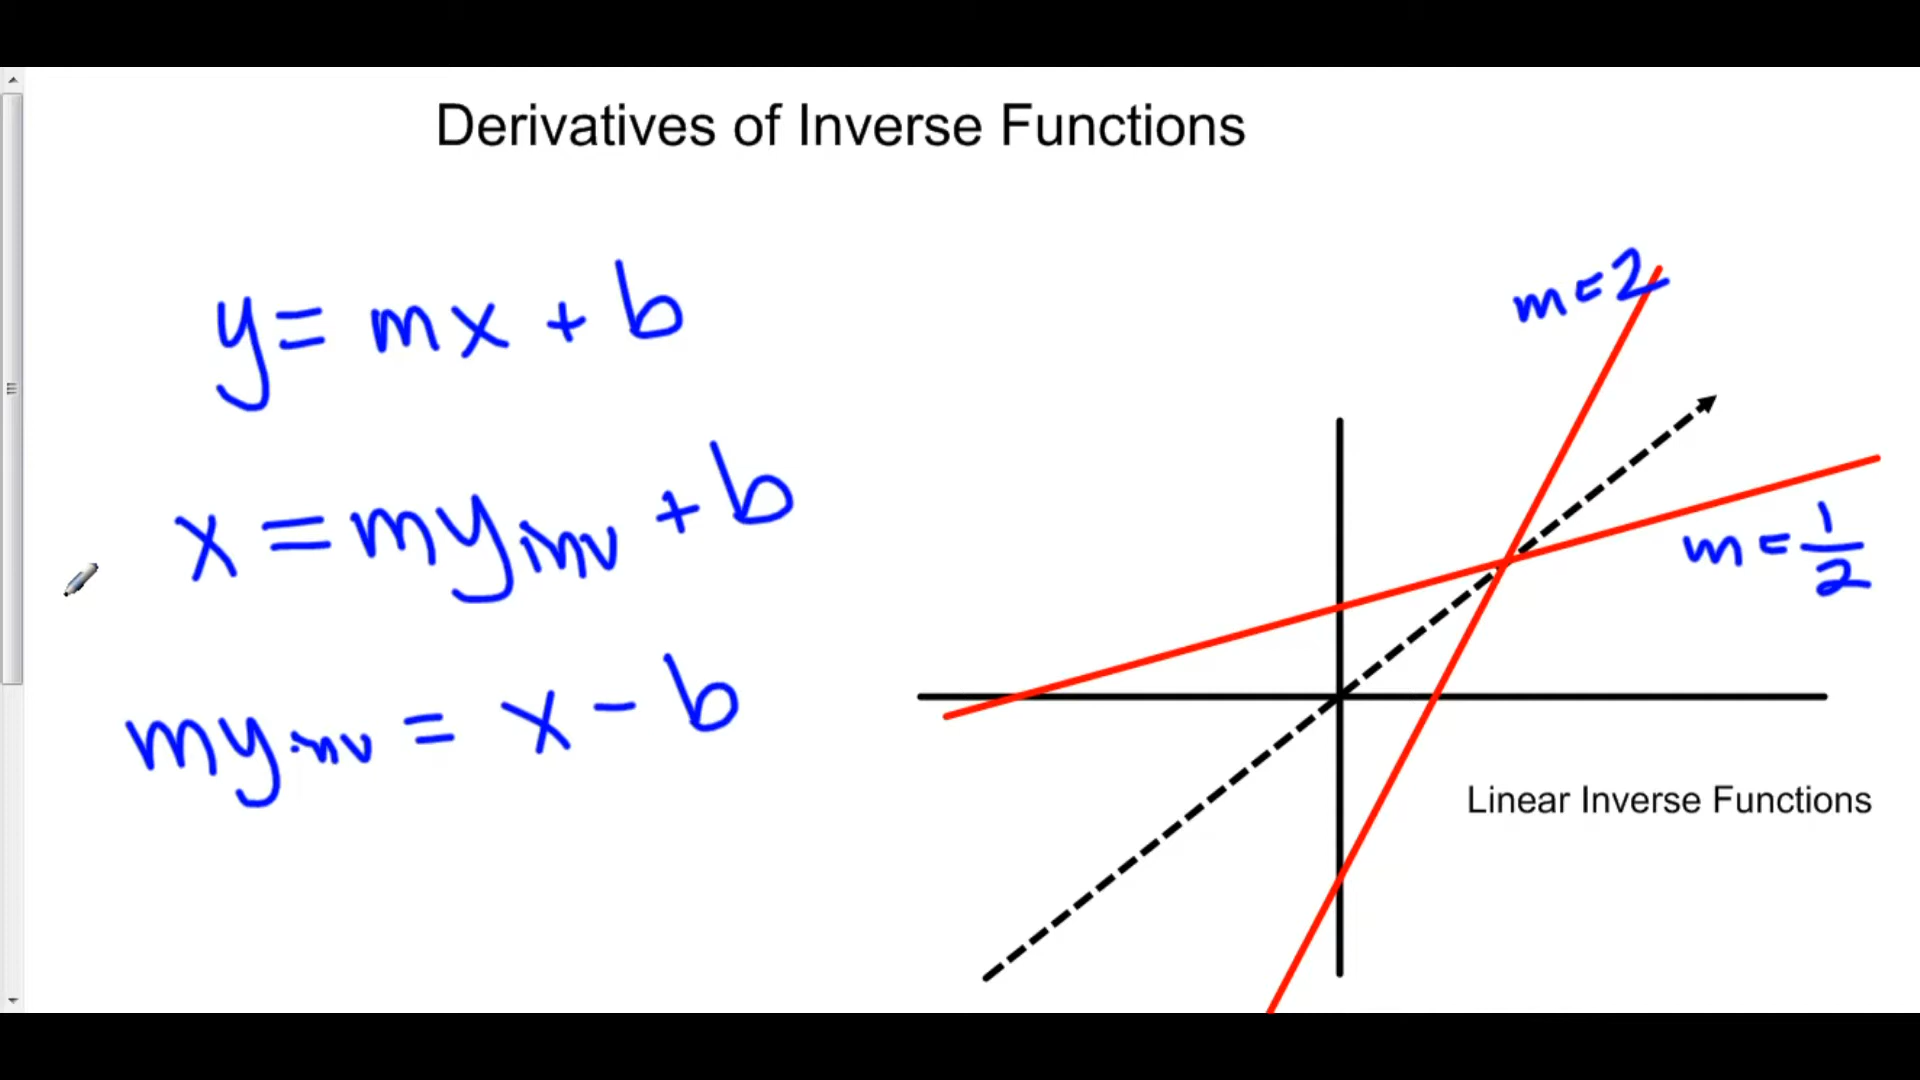 Derivatives of Inverse Functions
y = mx + b
m = 2
x = my inv + b
m = 1/2
my inv = x - b
Linear Inverse Functions